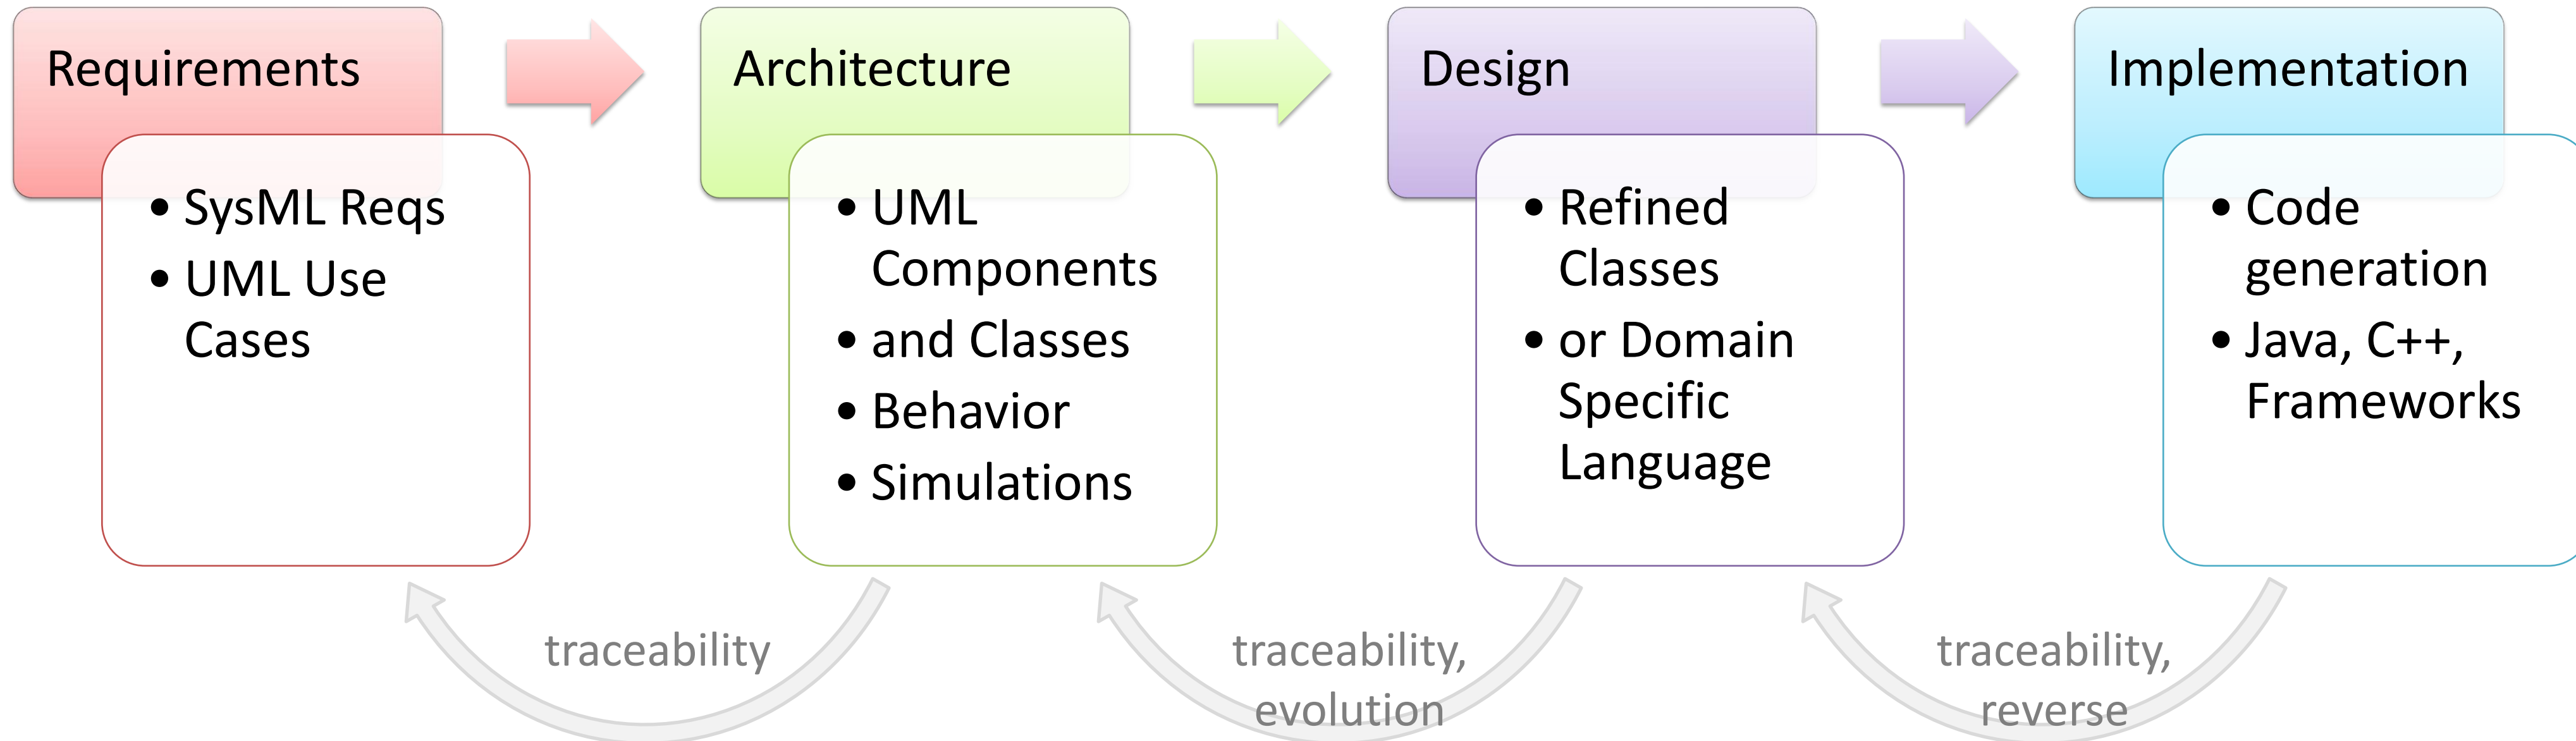 Requirements
• SysML Reqs
• UML Use
Cases
Architecture
• UML
Components
• and Classes
• Behavior
• Simulations
Design
• Refined
Classes
• or Domain
Specific
Language
Implementation
• Code
generation
• Java, C++,
Frameworks
traceability
traceability,
evolution
traceability,
reverse